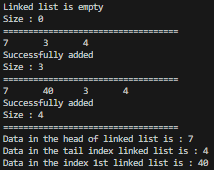 Linked list is empty
Size : 0
==================================
7 3 4
Successfully added
Size : 3
==================================
7 40 3 4
Successfully added
Size : 4
==================================
Data in the head of linked list is : 7
Data in the tail index linked list is : 4
Data in the index 1st linked list is : 40